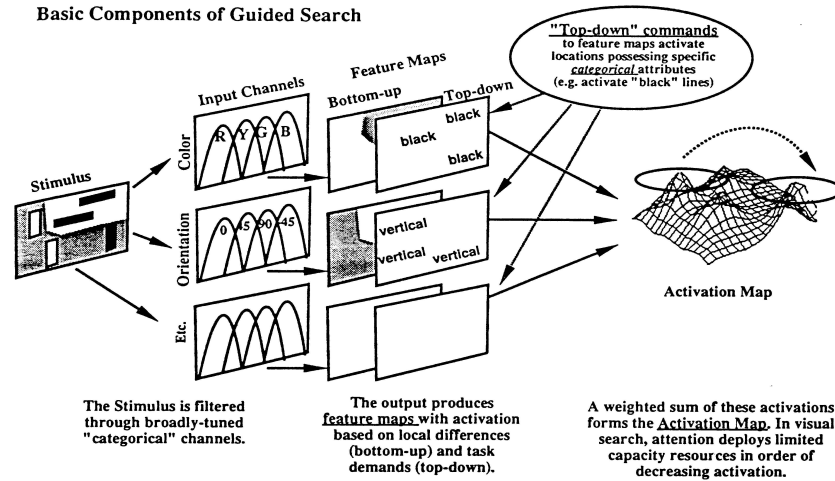 Basic Components of Guided Search
"Top-down" commands
to feature maps activate
locations possessing specific
categorical attributes
(e.g. activate "black" lines)
Feature Maps
Input Channels
Bottom-up
Top-down
Stimulus
Color
R Y G B
black
black
black
Orientation
0 45 90 -45
vertical
vertical
vertical
Etc.
Activation Map
The Stimulus is filtered
through broadly-tuned
"categorical" channels.
The output produces
feature maps with activation
based on local differences
(bottom-up) and task
demands (top-down).
A weighted sum of these activations
forms the Activation Map. In visual
search, attention deploys limited
capacity resources in order of
decreasing activation.